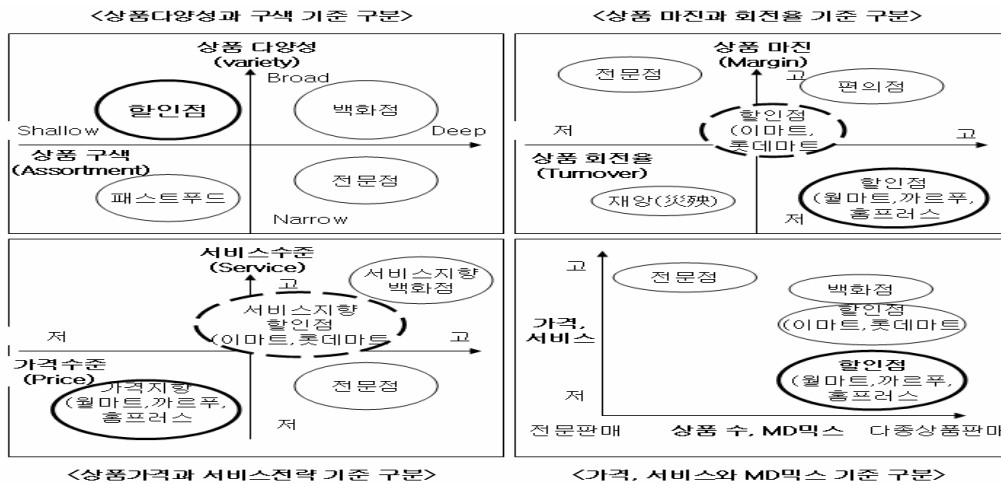 <상품다양성과 구색 기준 구분>
상품 다양성
(variety)
Broad
할인점
백화점
Shallow
Deep
상품 구색
(Assortment)
전문점
패스트푸드
Narrow
<상품 마진과 회전율 기준 구분>
상품 마진
(Margin)
고
전문점
편의점
할인점
(이마트,
롯데마트
저
고
상품 회전율
(Turnover)
할인점
(월마트,까르푸,
홈프러스
재앙(災殃)
저
서비스수준
(Service)
고
서비스지향
백화점
서비스지향
할인점
(이마트,롯데마트
저
고
가격수준
(Price)
가격지향
(월마트,까르푸,
홈프러스
전문점
저
<상품가격과 서비스전략 기준 구분>
고
전문점
백화점
할인점
(이마트,롯데마트
가격,
서비스
할인점
(월마트,까르푸,
홈프러스
저
전문판매
상품 수, MD믹스
다종상품판매
<가격, 서비스와 MD믹스 기준 구분>